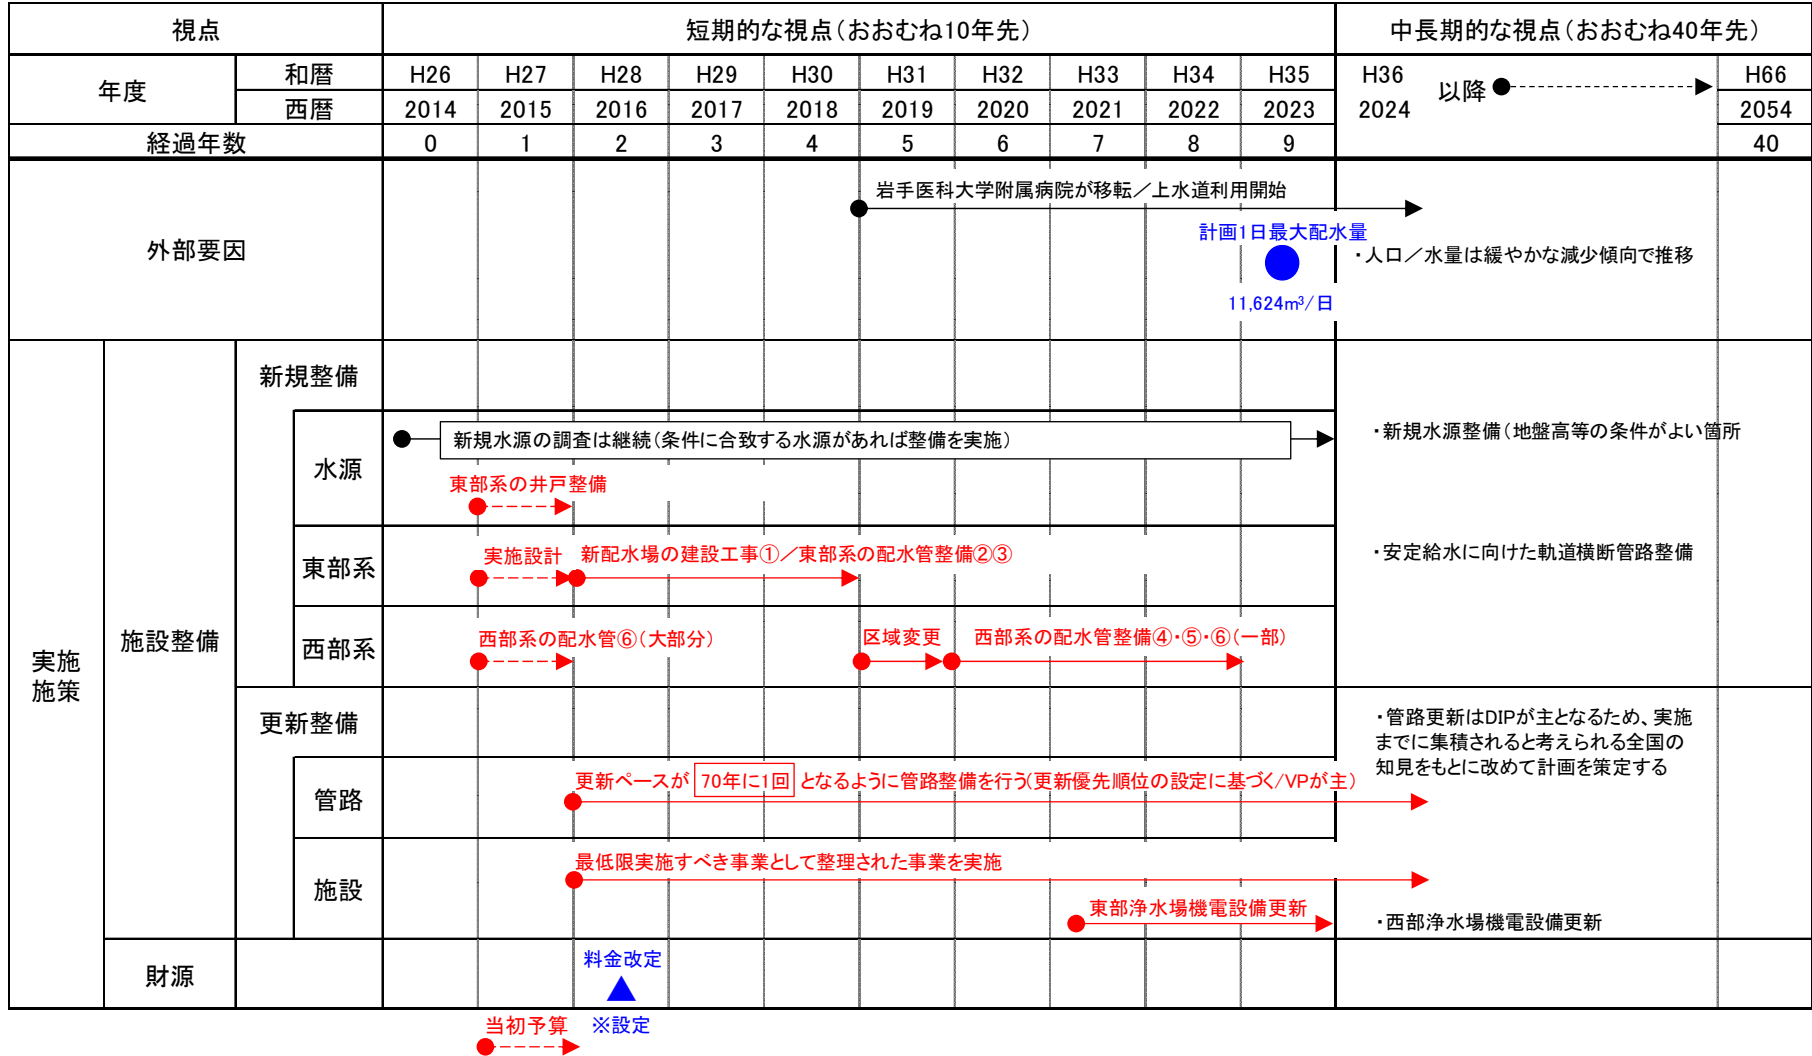 視点
短期的な視点（おおむね10年先）
中長期的な視点（おおむね40年先）
年度
和暦
H26 H27 H28 H29 H30 H31 H32 H33 H34 H35 H36
以降
H66
西暦
2014 2015 2016 2017 2018 2019 2020 2021 2022 2023 2024
2054
経過年数
0 1 2 3 4 5 6 7 8 9
40
外部要因
岩手医科大学附属病院が移転／上水道利用開始
計画1日最大配水量
11,624m³/日
・人口／水量は緩やかな減少傾向で推移
実施
施策
施設整備
新規整備
水源
新規水源の調査は継続（条件に合致する水源があれば整備を実施）
東部系の井戸整備
・新規水源整備（地盤高等の条件がよい箇所
東部系
実施設計
新配水場の建設工事①／東部系の配水管整備②③
・安定給水に向けた軌道横断管路整備
西部系
西部系の配水管⑥（大部分）
区域変更
西部系の配水管整備④・⑤・⑥（一部）
更新整備
・管路更新はDIPが主となるため、実施
までに集積されると考えられる全国の
知見をもとに改めて計画を策定する
管路
更新ペースが 70年に1回 となるように管路整備を行う（更新優先順位の設定に基づく/VPが主）
施設
最低限実施すべき事業として整理された事業を実施
東部浄水場機電設備更新
・西部浄水場機電設備更新
財源
料金改定
※設定
当初予算